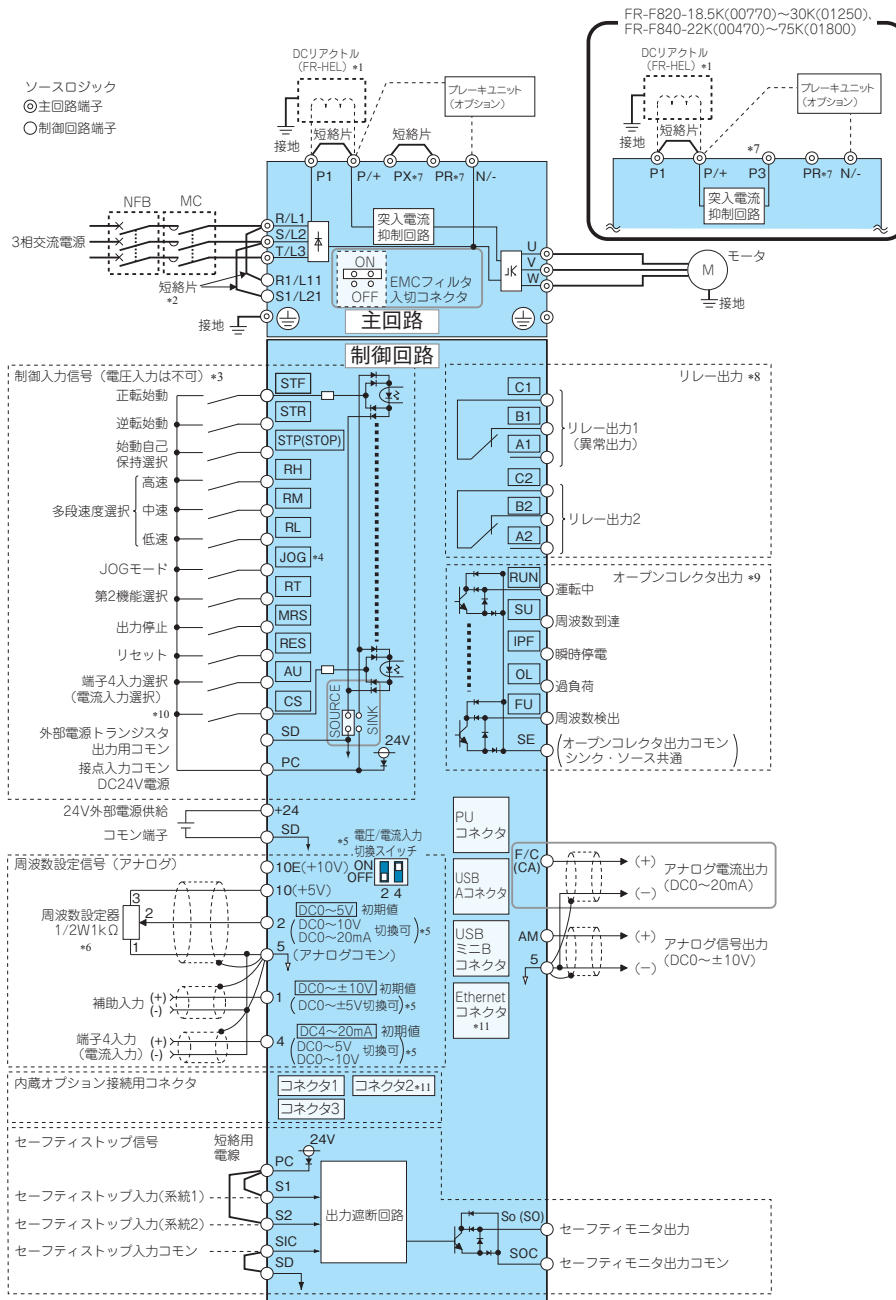 FR-F820-18.5K(00770)～30K(01250)、
FR-F840-22K(00470)～75K(01800)
DCリアクトル
(FR-HEL) *1
ブレーキユニット
(オプション)
接地
短絡片
*7
P1
P/+
P3
PR*7
N/-
突入電流
抑制回路
ソースロジック
主回路端子
制御回路端子
DCリアクトル
(FR-HEL) *1
ブレーキユニット
(オプション)
接地
短絡片
短絡片
P1
P/+
PX*7
PR*7
N/-
NFB
MC
3相交流電源
R/L1
S/L2
T/L3
R1/L11
S1/L21
短絡片
*2
接地
突入電流
抑制回路
ON
OFF
EMCフィルタ
入切コネクタ
主回路
U
V
W
M
モータ
接地
制御回路
制御入力信号（電圧入力は不可）*3
正転始動
STF
逆転始動
STR
始動自己
保持選択
STP(STOP)
多段速度選択
高速
RH
中速
RM
低速
RL
JOGモード
JOG *4
第2機能選択
RT
出力停止
MRS
リセット
RES
端子4入力選択
(電流入力選択)
AU
*10
CS
SOURCE
SINK
外部電源トランジスタ
出力用コモン
SD
24V
接点入力コモン
DC24V電源
PC
24V外部電源供給
+24
コモン端子
SD
リレー出力 *8
C1
B1
A1
リレー出力1
(異常出力)
C2
B2
A2
リレー出力2
オープンコレクタ出力 *9
RUN
運転中
SU
周波数到達
IPF
瞬時停電
OL
過負荷
FU
周波数検出
SE
(オープンコレクタ出力コモン
シンク・ソース共通)
周波数設定信号（アナログ）
*5
電圧/電流入力
切換スイッチ
ON
OFF
2 4
10E(+10V)
10(+5V)
周波数設定器
1/2W1kΩ
*6
3
2
1
2
DC0～5V 初期値
(DC0～10V
DC0～20mA 切換可)*5
5
(アナログコモン)
補助入力
(+)
(-)
1
DC0～±10V 初期値
(DC0～±5V切換可)*5
端子4入力
(電流入力)
(+)
(-)
4
DC4～20mA 初期値
(DC0～5V
DC0～10V 切換可)*5
PU
コネクタ
USB
Aコネクタ
USB
ミニB
コネクタ
Ethernet
コネクタ
*11
F/C
(CA)
(+)
(−)
アナログ電流出力
(DC0～20mA)
AM
5
(+)
(−)
アナログ信号出力
(DC0～±10V)
内蔵オプション接続用コネクタ
コネクタ1
コネクタ2*11
コネクタ3
セーフティストップ信号
短絡用
電線
24V
PC
S1
セーフティストップ入力(系統1)
S2
セーフティストップ入力(系統2)
SIC
セーフティストップ入力コモン
SD
出力遮断回路
So (SO)
セーフティモニタ出力
SOC
セーフティモニタ出力コモン